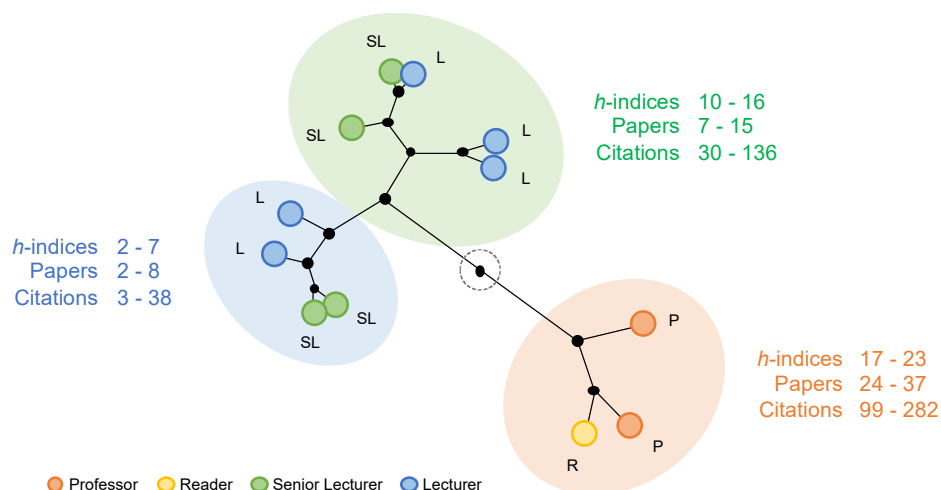 SL
L
SL
L
L
h-indices 10 - 16
Papers 7 - 15
Citations 30 - 136
L
L
SL
SL
h-indices 2 - 7
Papers 2 - 8
Citations 3 - 38
P
P
R
h-indices 17 - 23
Papers 24 - 37
Citations 99 - 282
Professor Reader Senior Lecturer Lecturer